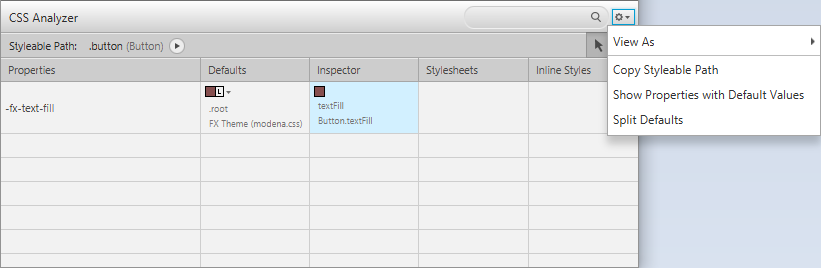 CSS Analyzer
Styleable Path: .button (Button)
View As
Copy Styleable Path
Show Properties with Default Values
Split Defaults
Properties Defaults Inspector Stylesheets Inline Styles
-fx-text-fill
L
.root
FX Theme (modena.css)
textFill
Button.textFill